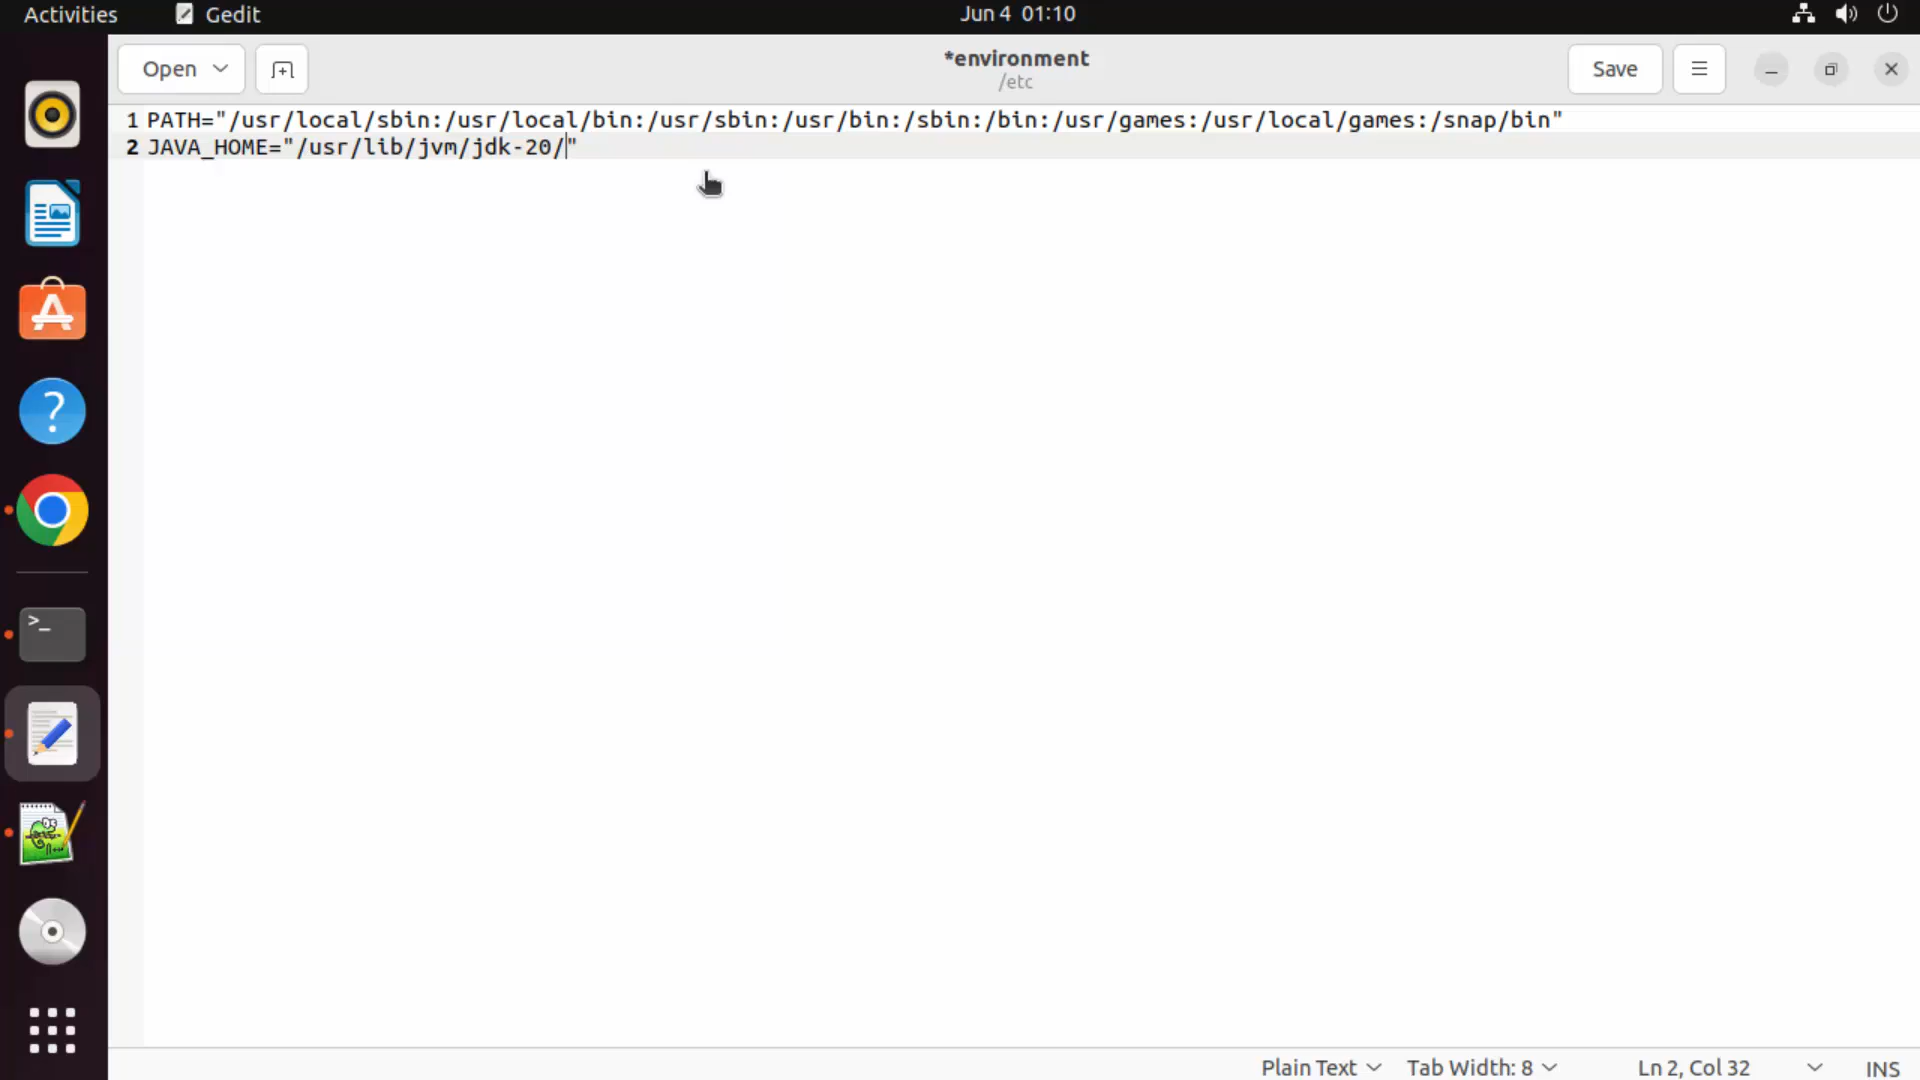 Activities Gedit Jun 4 01:10
Open *environment Save
/etc
1 PATH="/usr/local/sbin:/usr/local/bin:/usr/sbin:/usr/bin:/sbin:/bin:/usr/games:/usr/local/games:/snap/bin"
2 JAVA_HOME="/usr/lib/jvm/jdk-20/"
Plain Text Tab Width: 8 Ln 2, Col 32 INS